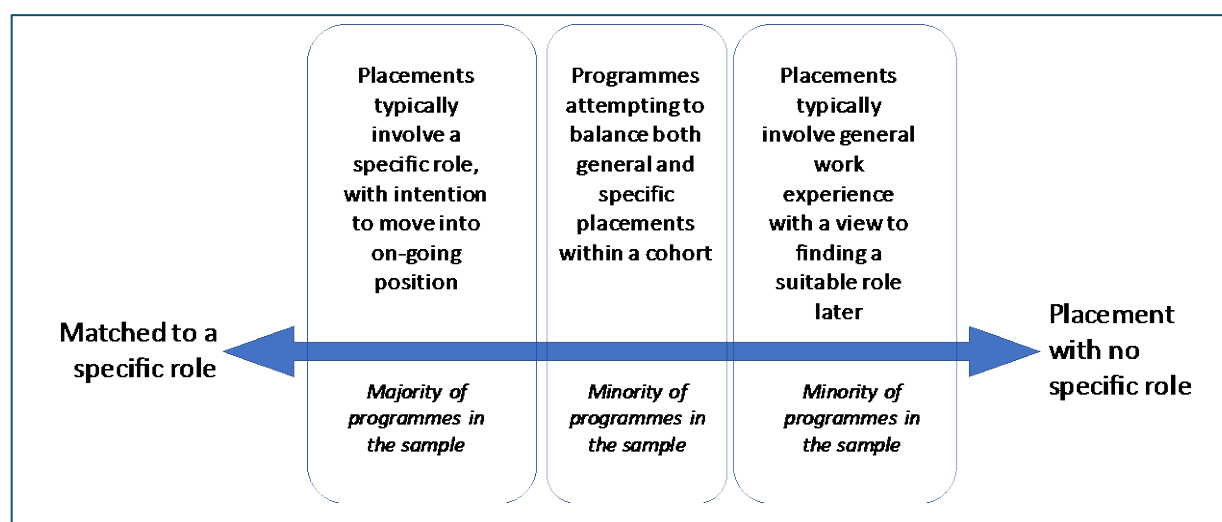 Placements
typically
involve a
specific role,
with intention
to move into
on-going
position
Programmes
attempting to
balance both
general and
specific
placements
within a cohort
Placements
typically
involve general
work
experience
with a view to
finding a
suitable role
later
Matched to a
specific role
Placement
with no
specific role
Majority of
programmes in
the sample
Minority of
programmes in
the sample
Minority of
programmes in
the sample